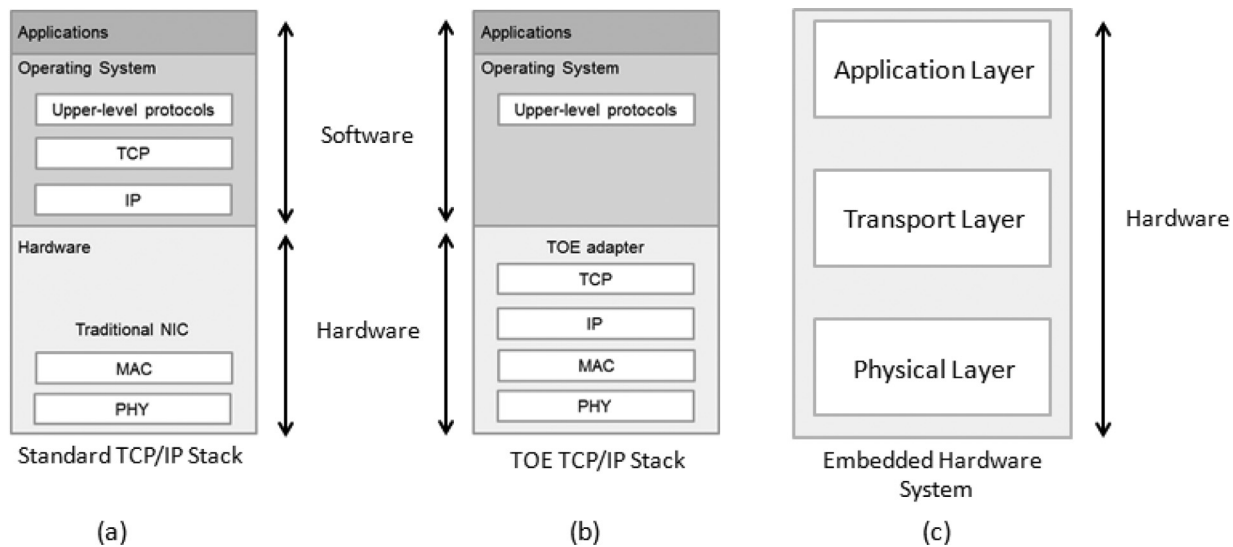 Applications
Operating System
Upper-level protocols
TCP
IP
Hardware
Traditional NIC
MAC
PHY
Standard TCP/IP Stack
(a)
Software
Hardware
Applications
Operating System
Upper-level protocols
TOE adapter
TCP
IP
MAC
PHY
TOE TCP/IP Stack
(b)
Application Layer
Transport Layer
Physical Layer
Hardware
Embedded Hardware
System
(c)